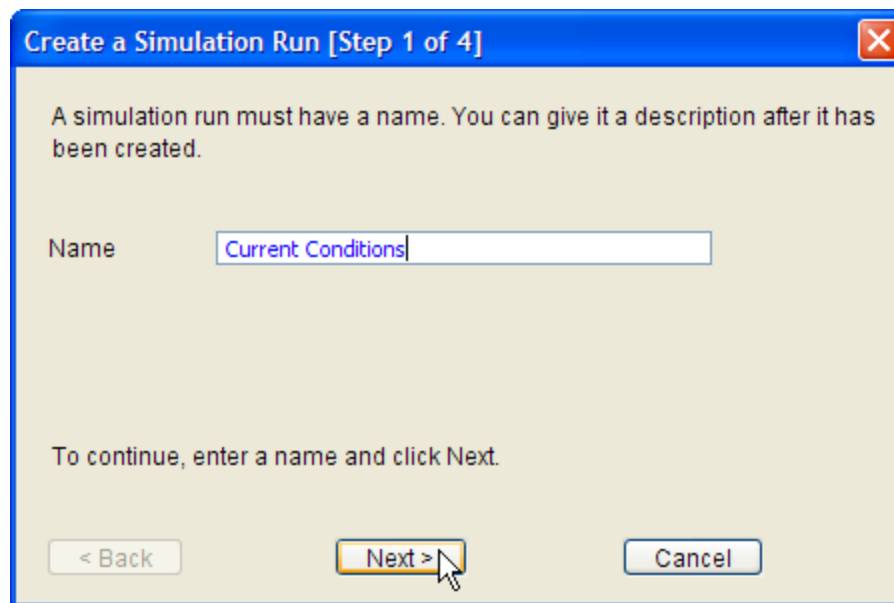 Create a Simulation Run [Step 1 of 4]
A simulation run must have a name. You can give it a description after it has
been created.
Name
Current Conditions
To continue, enter a name and click Next.
< Back
Next >
Cancel